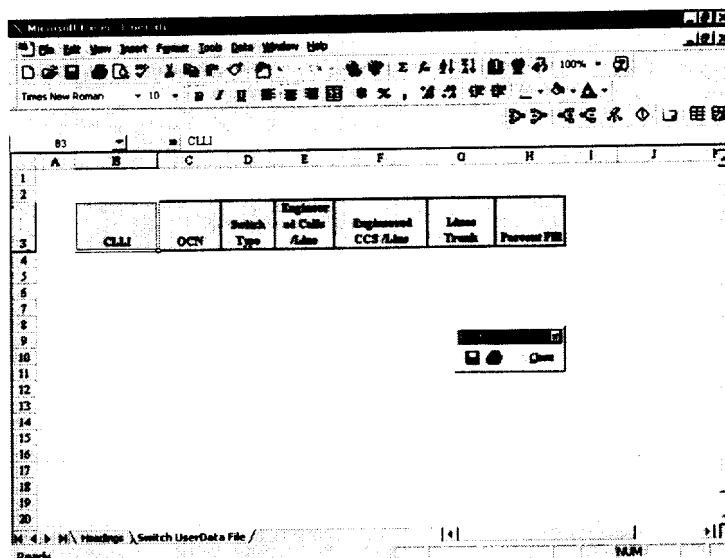 File Edit View Insert Format Tools Data Window Help
100%
Times New Roman 10 B I U
B3 = CLLI
A B C D E F G H I J
1
2
3 CLLI OCN Switch Type Engineered Calls /Line Engineered CCS /Line Lines Trunk Percent Fill
4
5
6
7
8
9
10 Close
11
12
13
14
15
16
17
18
19
20
Headings Switch UserData File
Ready NUM